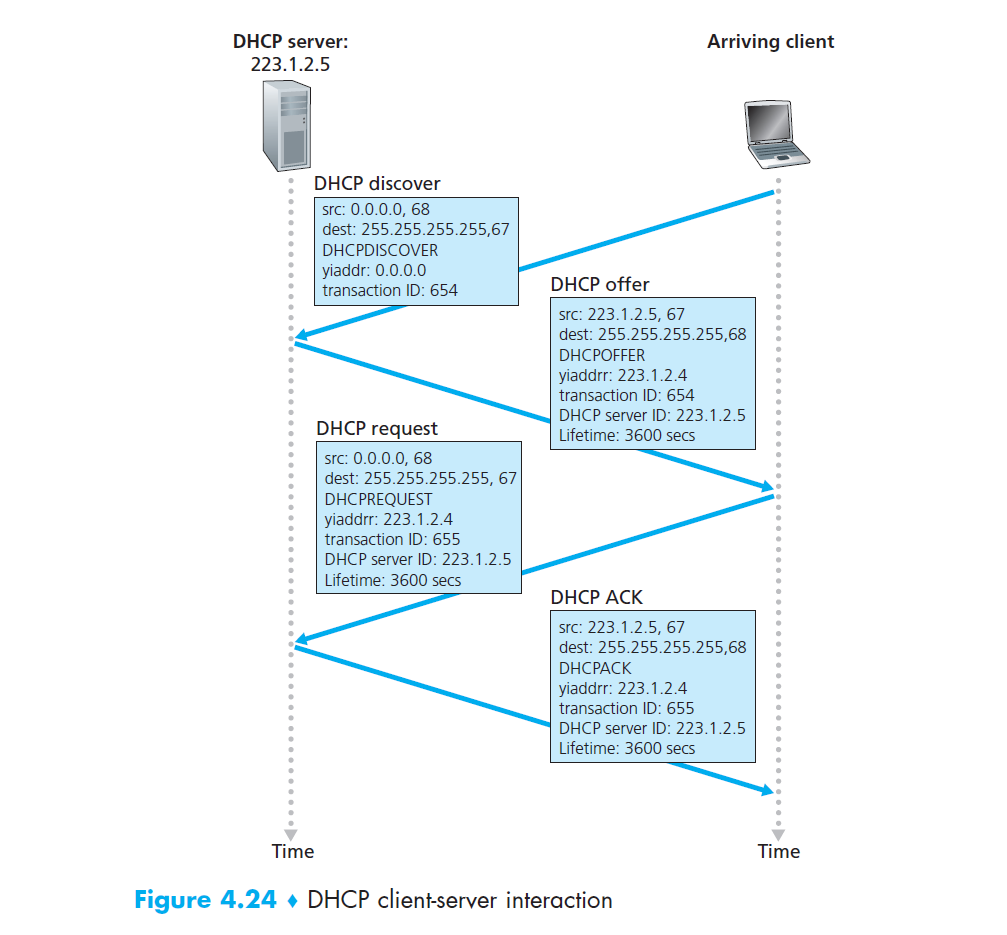 DHCP server:
223.1.2.5
Arriving client
DHCP discover
src: 0.0.0.0, 68
dest: 255.255.255.255,67
DHCPDISCOVER
yiaddr: 0.0.0.0
transaction ID: 654
DHCP offer
src: 223.1.2.5, 67
dest: 255.255.255.255,68
DHCPOFFER
yiaddrr: 223.1.2.4
transaction ID: 654
DHCP server ID: 223.1.2.5
Lifetime: 3600 secs
DHCP request
src: 0.0.0.0, 68
dest: 255.255.255.255, 67
DHCPREQUEST
yiaddrr: 223.1.2.4
transaction ID: 655
DHCP server ID: 223.1.2.5
Lifetime: 3600 secs
DHCP ACK
src: 223.1.2.5, 67
dest: 255.255.255.255,68
DHCPACK
yiaddrr: 223.1.2.4
transaction ID: 655
DHCP server ID: 223.1.2.5
Lifetime: 3600 secs
Time
Time
Figure 4.24 ♦ DHCP client-server interaction